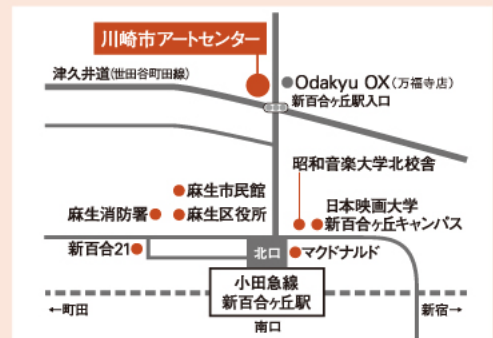 川崎市アートセンター
津久井道(世田谷町田線)
Odakyu OX(万福寺店)
新百合ヶ丘駅入口
昭和音楽大学北校舎
麻生市民館
日本映画大学
新百合ヶ丘キャンパス
麻生消防署
麻生区役所
新百合21
北口
マクドナルド
小田急線
新百合ヶ丘駅
←町田
新宿→
南口